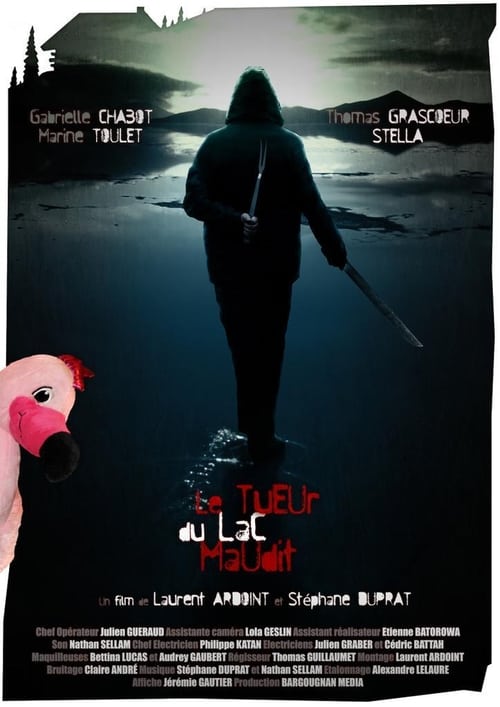 Gabrielle CHABOT
Marine TOULET
Thomas GRASCOEUR
STELLA
Le TUEUr
du LaC
MaUdit
un film de Laurent ARDOINT et Stéphane DUPRAT
Chef Opérateur Julien GUERAUD Assistante caméra Lola GESLIN Assistant réalisateur Etienne BATOROWA
Son Nathan SELLAM Chef Electricien Philippe KATAN Electriciens Julien GRABER et Cédric BATTAH
Maquilleuses Bettina LUCAS et Audrey GAUBERT Régisseur Thomas GUILLAUMET Montage Laurent ARDOINT
Bruitage Claire ANDRÉ Musique Stéphane DUPRAT et Nathan SELLAM Etalonnage Alexandre LELAURE
Affiche Jérémie GAUTIER Production BARGOUGNAN MEDIA